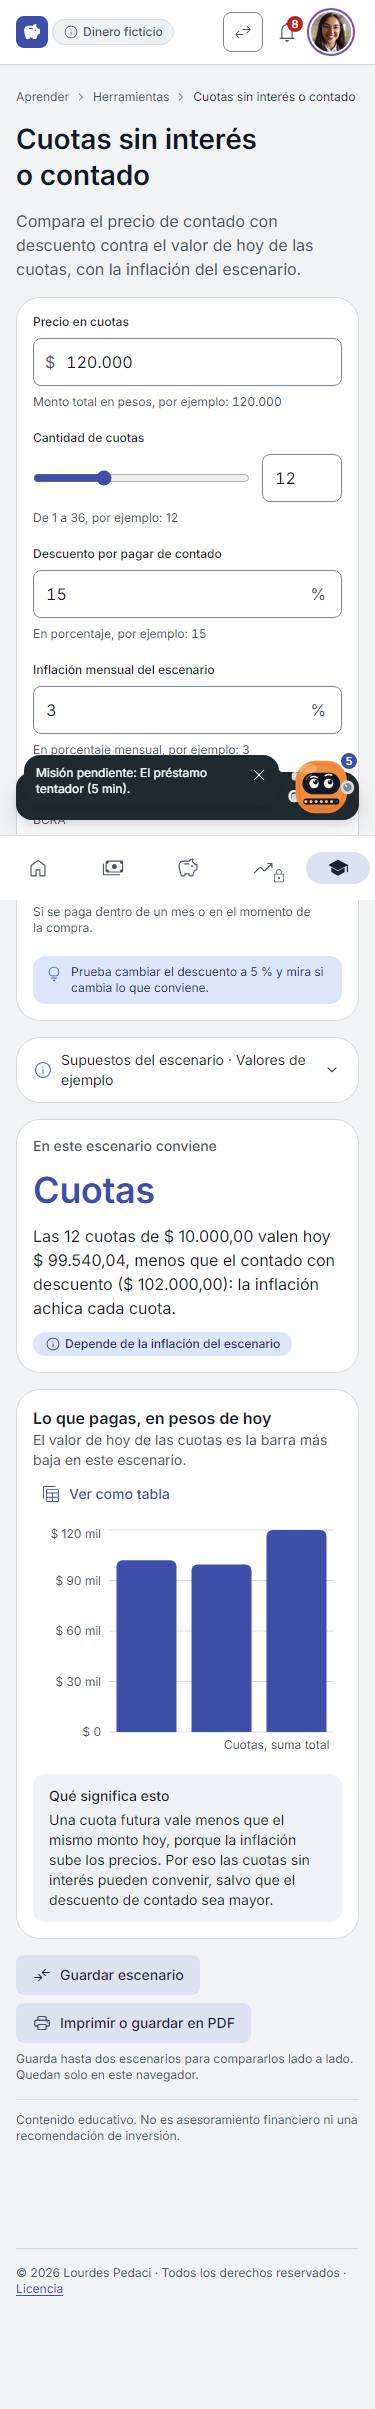 Dinero ficticio
8
Aprender > Herramientas > Cuotas sin interés o contado
Cuotas sin interés
o contado
Compara el precio de contado con
descuento contra el valor de hoy de las
cuotas, con la inflación del escenario.
Precio en cuotas
$ 120.000
Monto total en pesos, por ejemplo: 120.000
Cantidad de cuotas
12
De 1 a 36, por ejemplo: 12
Descuento por pagar de contado
15 %
En porcentaje, por ejemplo: 15
Inflación mensual del escenario
3 %
En porcentaje mensual, por ejemplo: 3
Misión pendiente: El préstamo
tentador (5 min).
5
BCRA
Si se paga dentro de un mes o en el momento de
la compra.
Prueba cambiar el descuento a 5 % y mira si
cambia lo que conviene.
Supuestos del escenario · Valores de
ejemplo
En este escenario conviene
Cuotas
Las 12 cuotas de $ 10.000,00 valen hoy
$ 99.540,04, menos que el contado con
descuento ($ 102.000,00): la inflación
achica cada cuota.
Depende de la inflación del escenario
Lo que pagas, en pesos de hoy
El valor de hoy de las cuotas es la barra más
baja en este escenario.
Ver como tabla
$ 120 mil
$ 90 mil
$ 60 mil
$ 30 mil
$ 0
Cuotas, suma total
Qué significa esto
Una cuota futura vale menos que el
mismo monto hoy, porque la inflación
sube los precios. Por eso las cuotas sin
interés pueden convenir, salvo que el
descuento de contado sea mayor.
Guardar escenario
Imprimir o guardar en PDF
Guarda hasta dos escenarios para compararlos lado a lado.
Quedan solo en este navegador.
Contenido educativo. No es asesoramiento financiero ni una
recomendación de inversión.
© 2026 Lourdes Pedaci · Todos los derechos reservados ·
Licencia